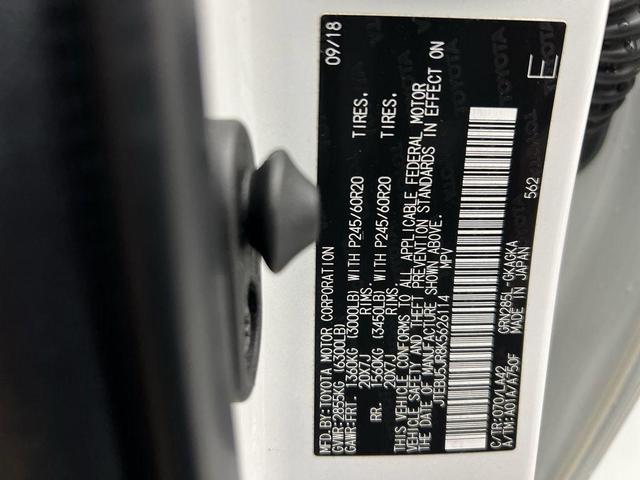 MFD.BY:TOYOTA MOTOR CORPORATION 09/18
GVWR:2855KG (6300LB)
GAWR:FRT. 1360KG (3000LB) WITH P245/60R20 TIRES,
20X7J RIMS,
RR. 1560KG (3450LB) WITH P245/60R20 TIRES,
20X7J RIMS,
THIS VEHICLE CONFORMS TO ALL APPLICABLE FEDERAL MOTOR
VEHICLE SAFETY AND THEFT PREVENTION STANDARDS IN EFFECT ON
THE DATE OF MANUFACTURE SHOWN ABOVE.
JTEBU5JR8K5626114 MPV
E
562
C/TR:070/LA42 GRN285L-GKAGKA
A/TM:A01A/A750F MADE IN JAPAN
TOYOTA